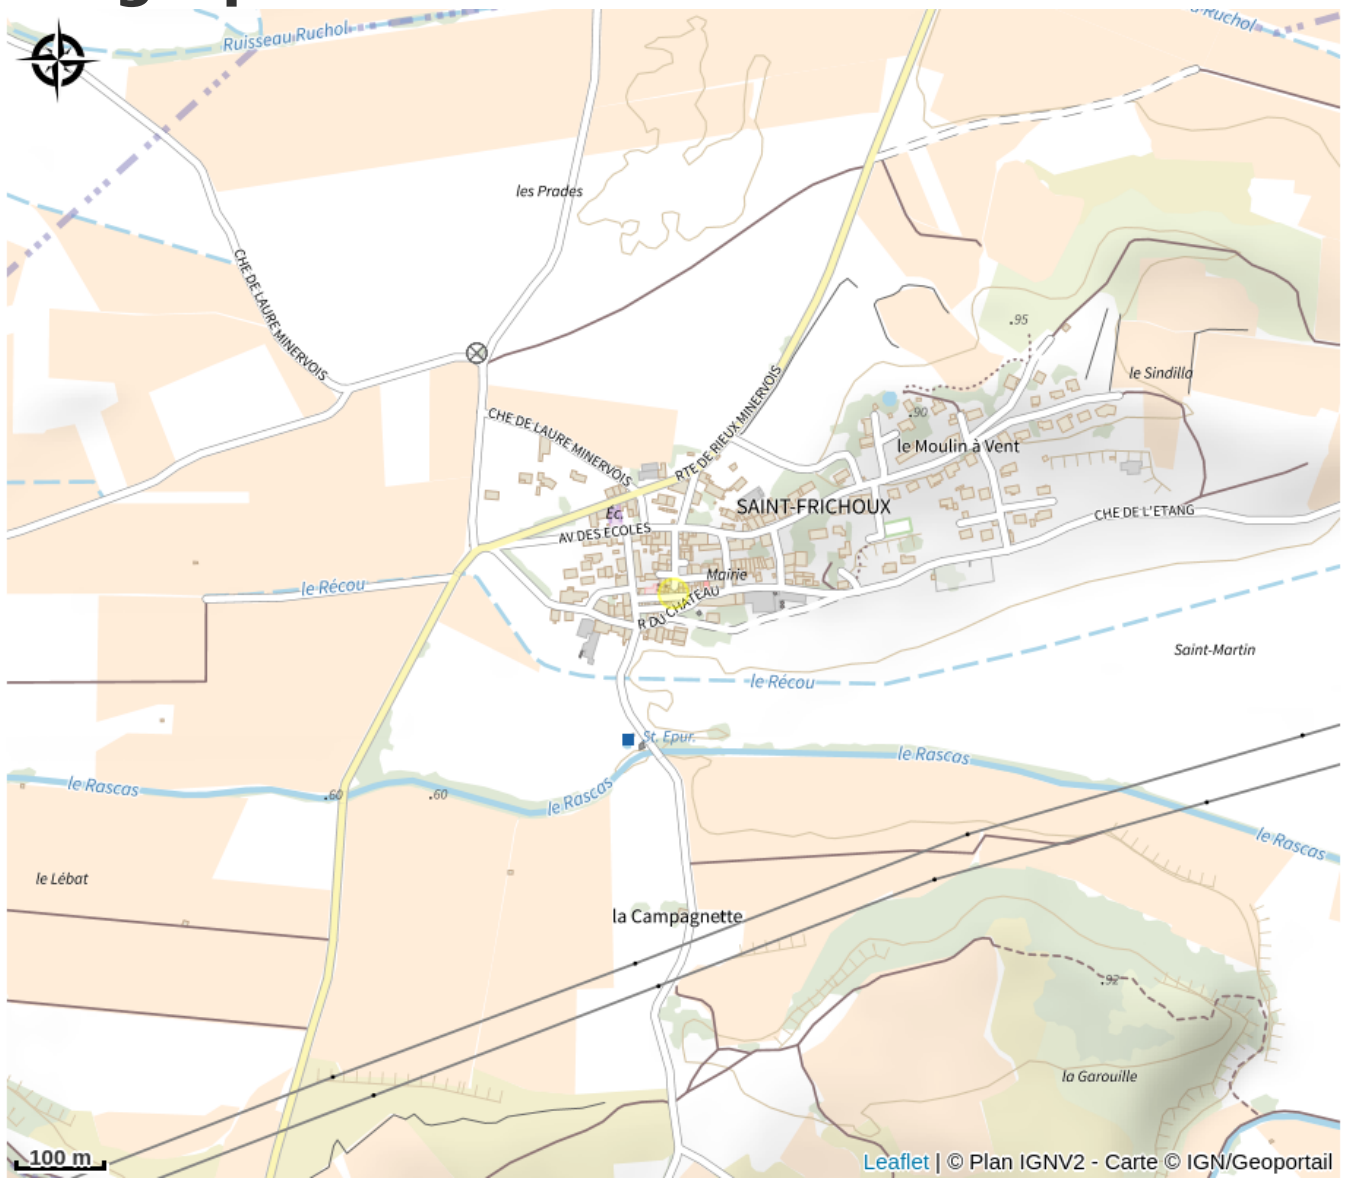 Ruisseau Ruchol
Ruchol
les Prades
CHE DE LAURE MINERVOIS
.95
le Sindilla
CHE DE LAURE MINERVOIS
RTE DE RIEUX MINERVOIS
.90
le Moulin à Vent
SAINT-FRICHOUX
Éc.
AV DES ECOLES
CHE DE L'ETANG
Mairie
le Récou
R DU CHATEAU
Saint-Martin
le Récou
St. Epur.
le Rascas
le Rascas
.60
.60
le Rascas
le Rascas
le Lébat
la Campagnette
.92
la Garouille
100 m
Leaflet | © Plan IGNV2 - Carte © IGN/Geoportail